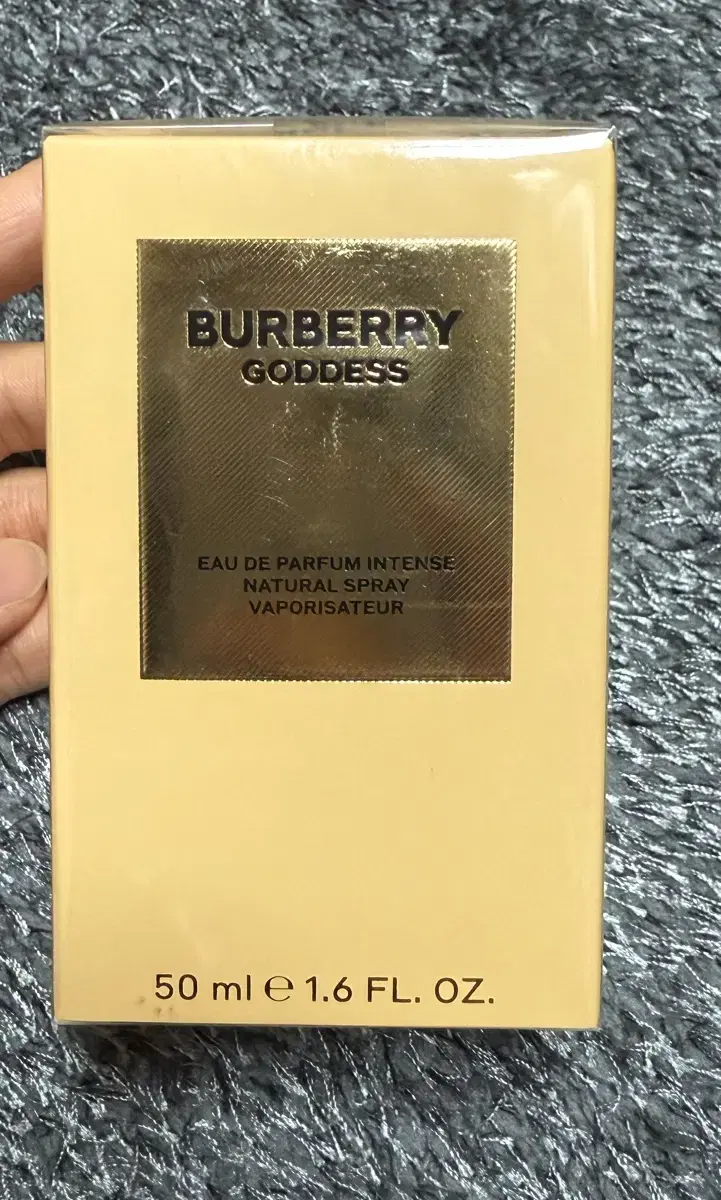 BURBERRY
GODDESS
EAU DE PARFUM INTENSE
NATURAL SPRAY
VAPORISATEUR
50 ml ℮ 1.6 FL. OZ.